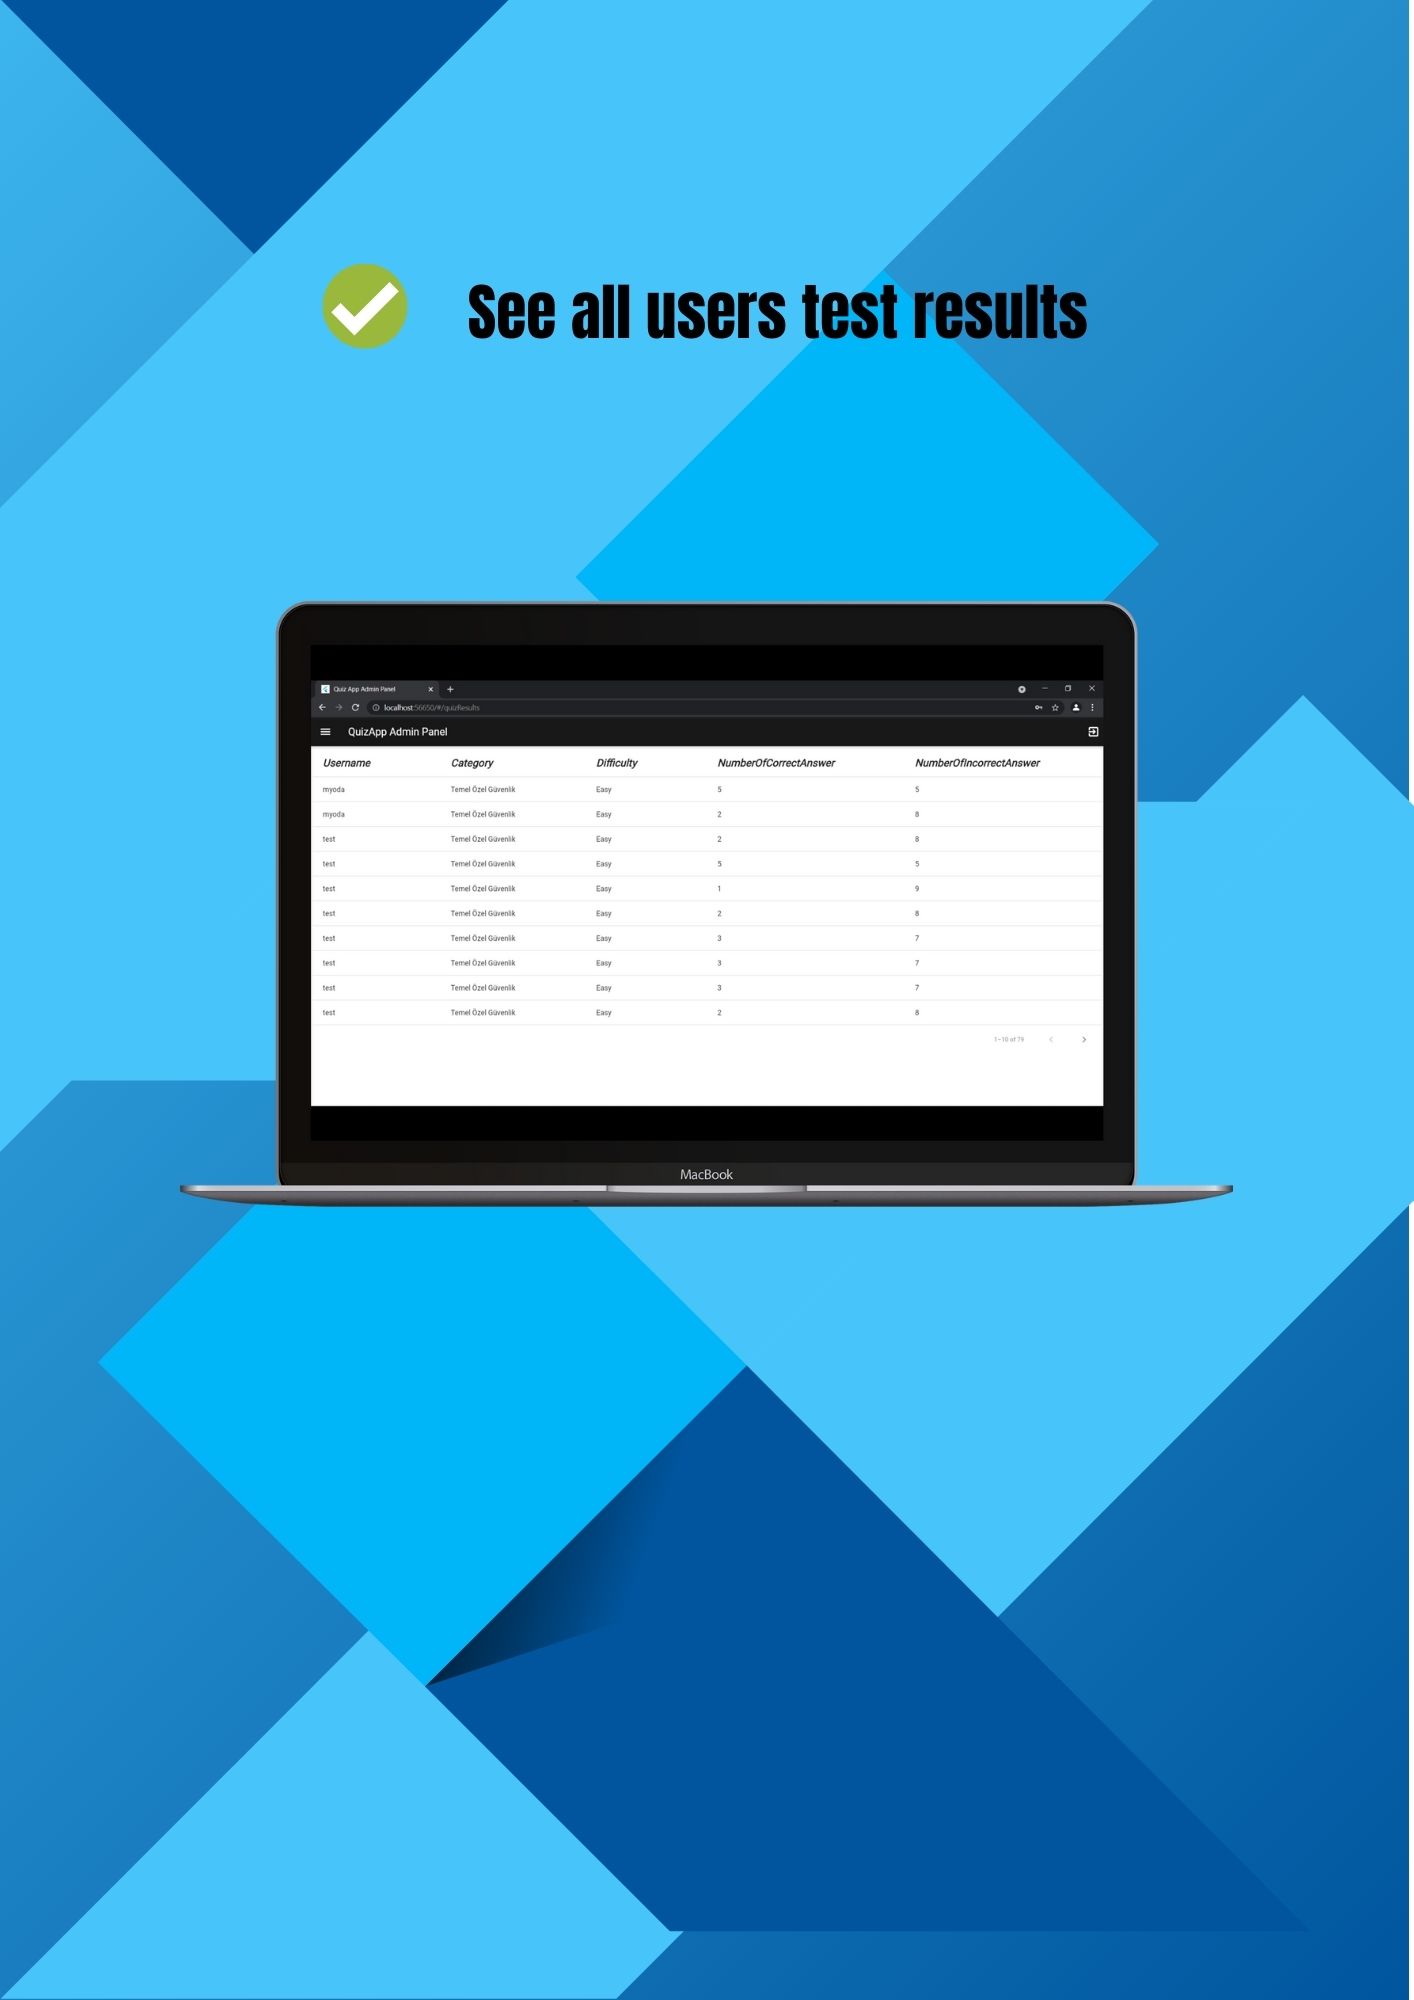 See all users test results
Quiz App Admin Panel
localhost:56650/#/quizResults
QuizApp Admin Panel
Username Category Difficulty NumberOfCorrectAnswer NumberOfIncorrectAnswer
myoda Temel Özel Güvenlik Easy 5 5
myoda Temel Özel Güvenlik Easy 2 8
test Temel Özel Güvenlik Easy 2 8
test Temel Özel Güvenlik Easy 5 5
test Temel Özel Güvenlik Easy 1 9
test Temel Özel Güvenlik Easy 2 8
test Temel Özel Güvenlik Easy 3 7
test Temel Özel Güvenlik Easy 3 7
test Temel Özel Güvenlik Easy 3 7
test Temel Özel Güvenlik Easy 2 8
1–10 of 79
MacBook